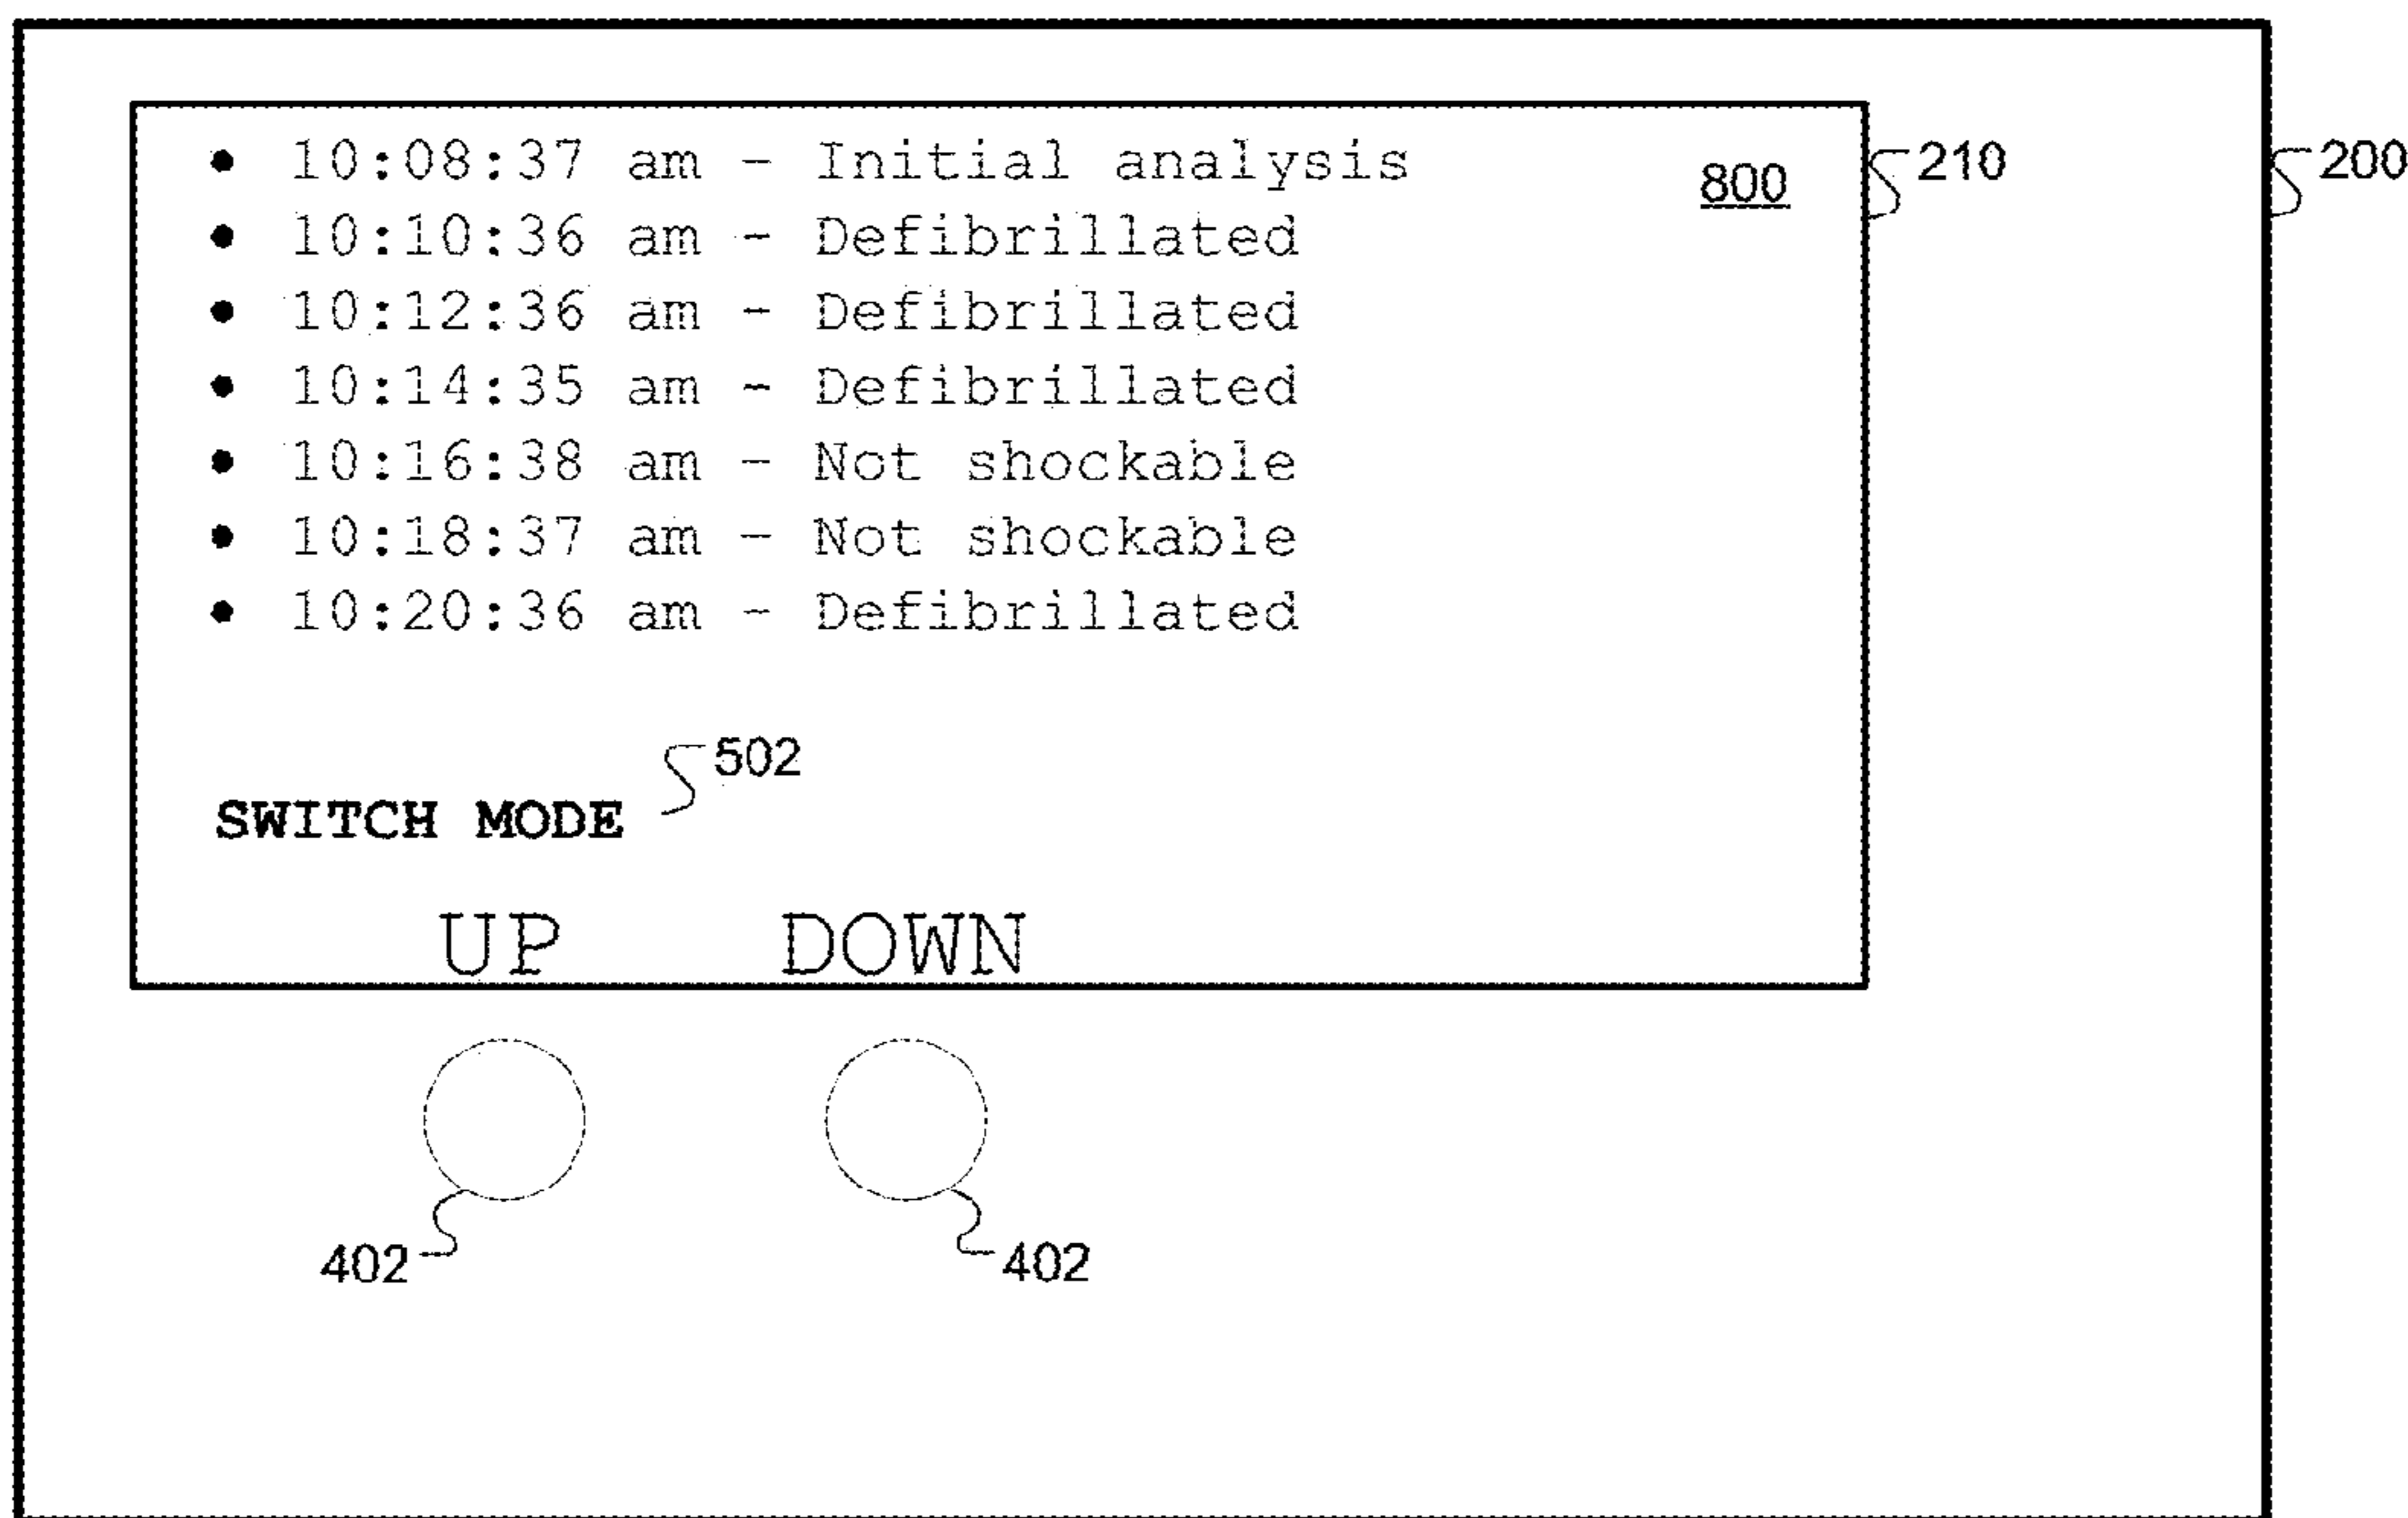 • 10:08:37 am - Initial analysis
800
210
200
• 10:10:36 am - Defibrillated
• 10:12:36 am - Defibrillated
• 10:14:35 am - Defibrillated
• 10:16:38 am - Not shockable
• 10:18:37 am - Not shockable
• 10:20:36 am - Defibrillated
502
SWITCH MODE
UP DOWN
402 402